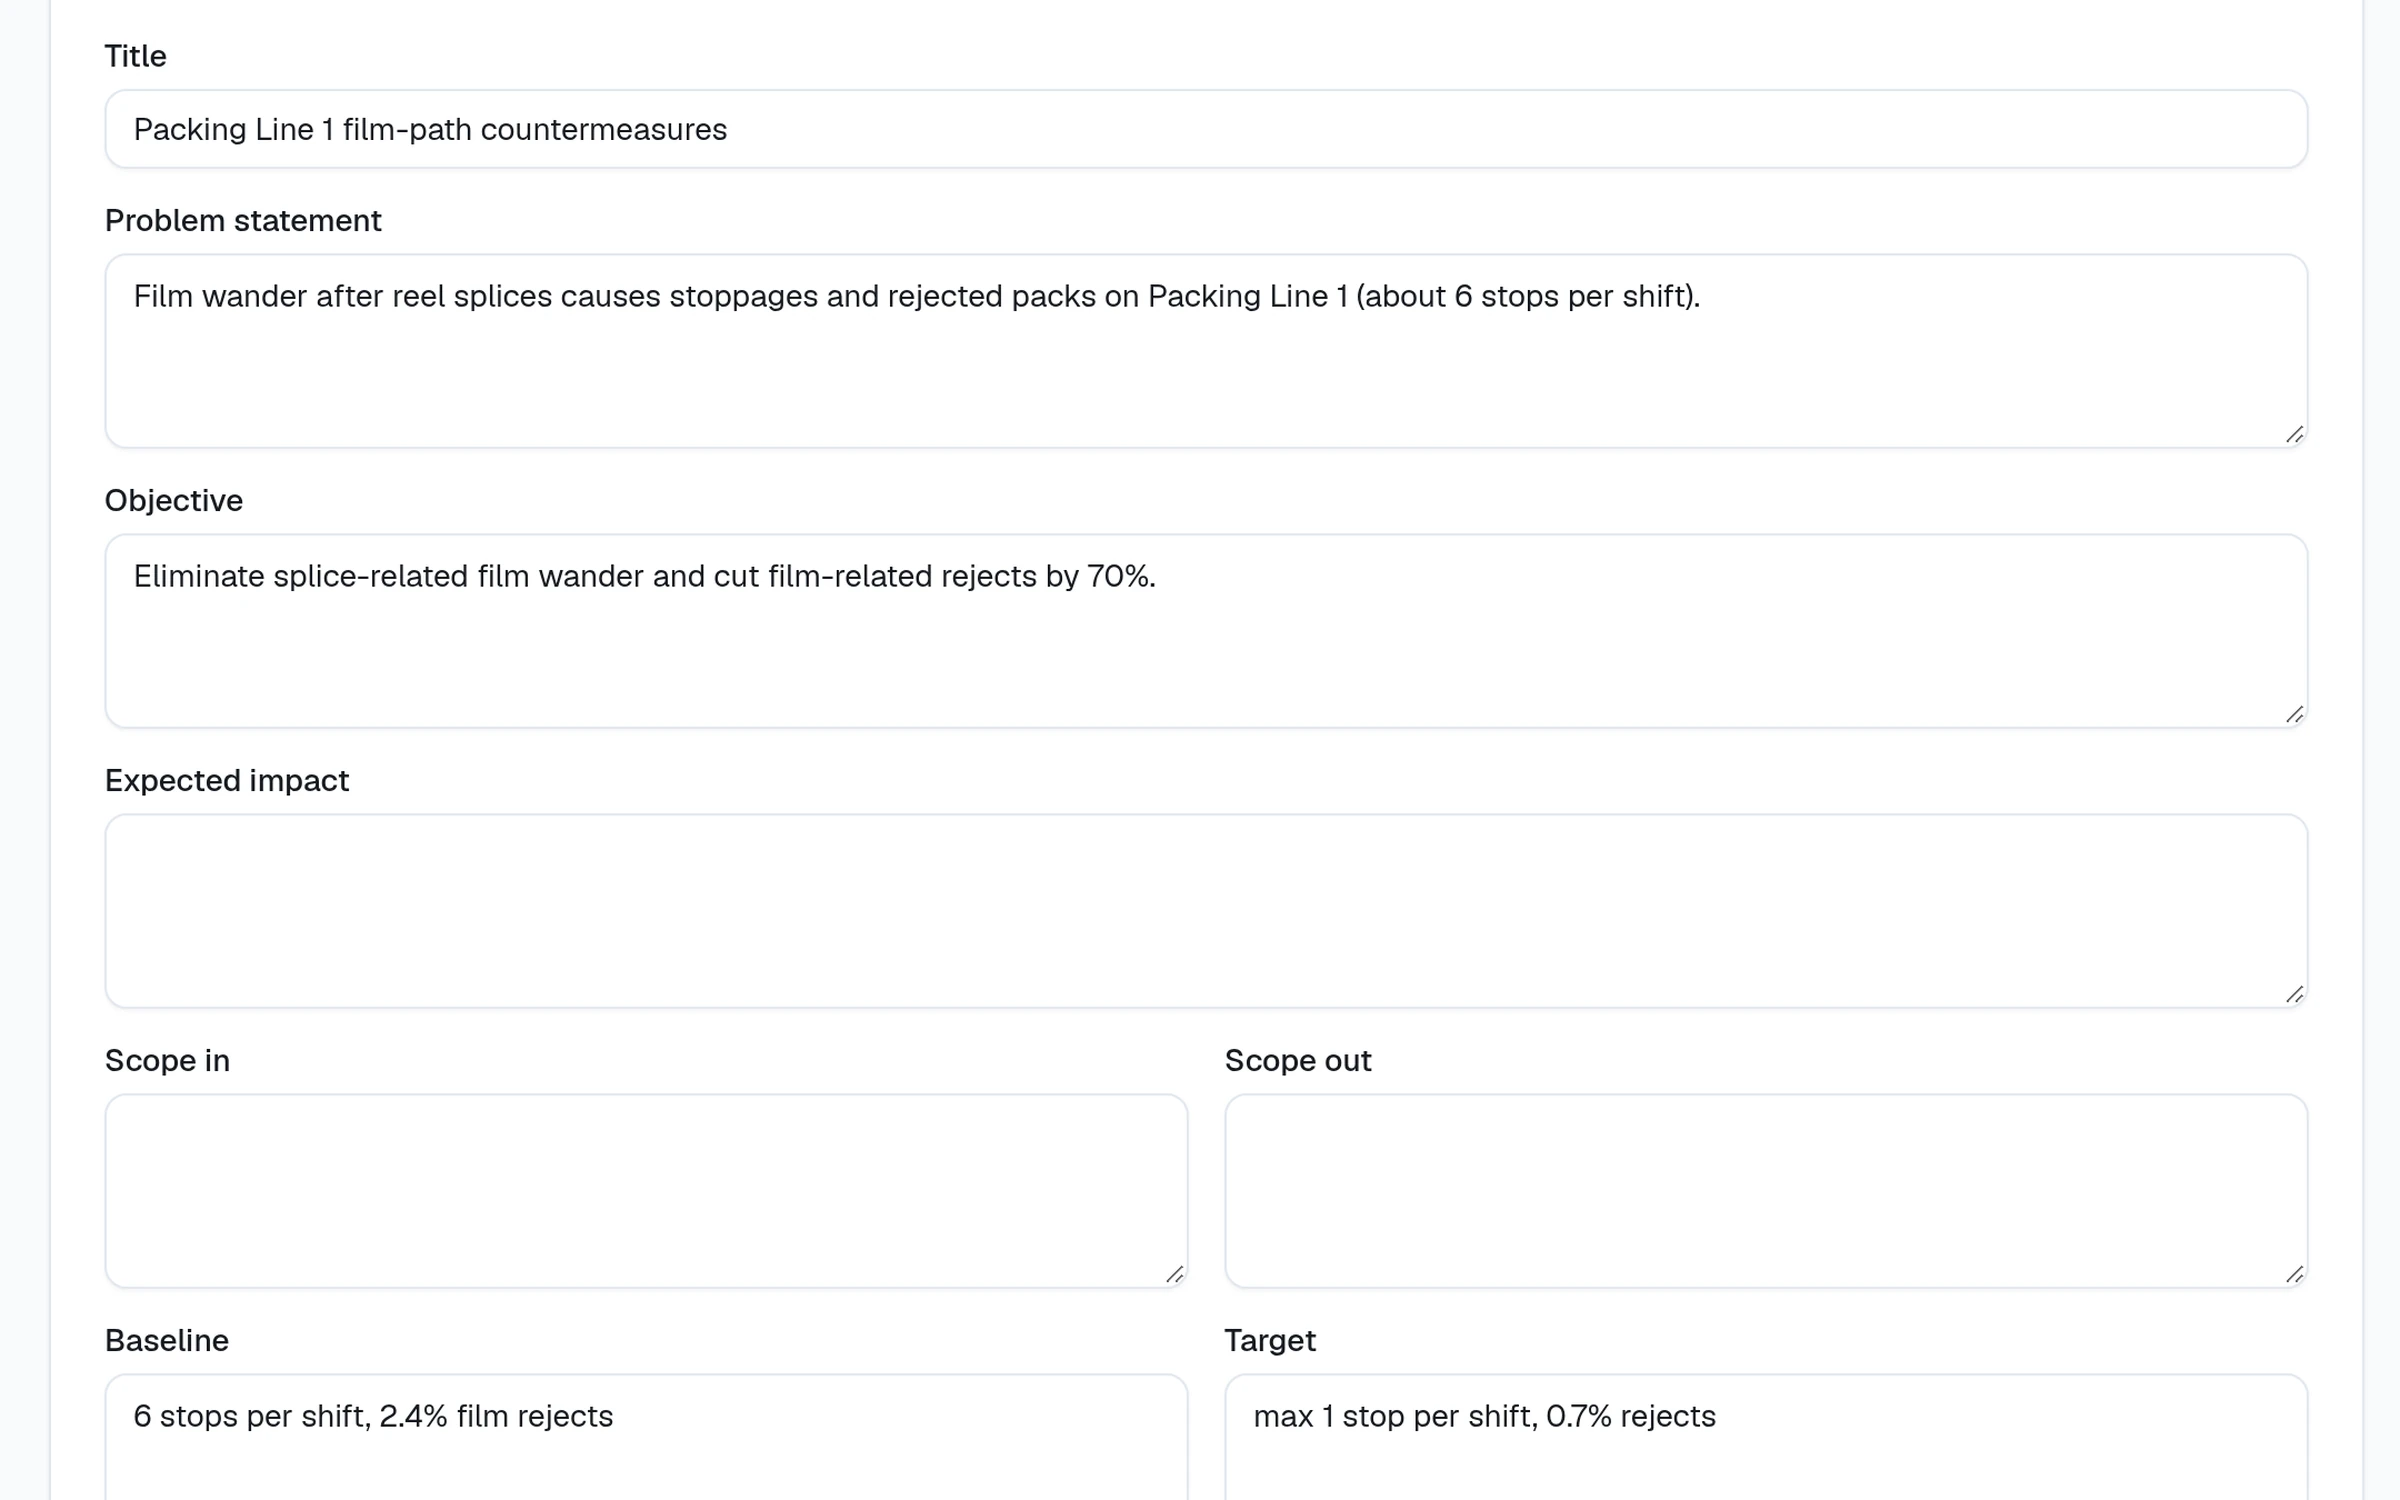 Title
Packing Line 1 film-path countermeasures
Problem statement
Film wander after reel splices causes stoppages and rejected packs on Packing Line 1 (about 6 stops per shift).
Objective
Eliminate splice-related film wander and cut film-related rejects by 70%.
Expected impact
Scope in
Scope out
Baseline
Target
6 stops per shift, 2.4% film rejects
max 1 stop per shift, 0.7% rejects